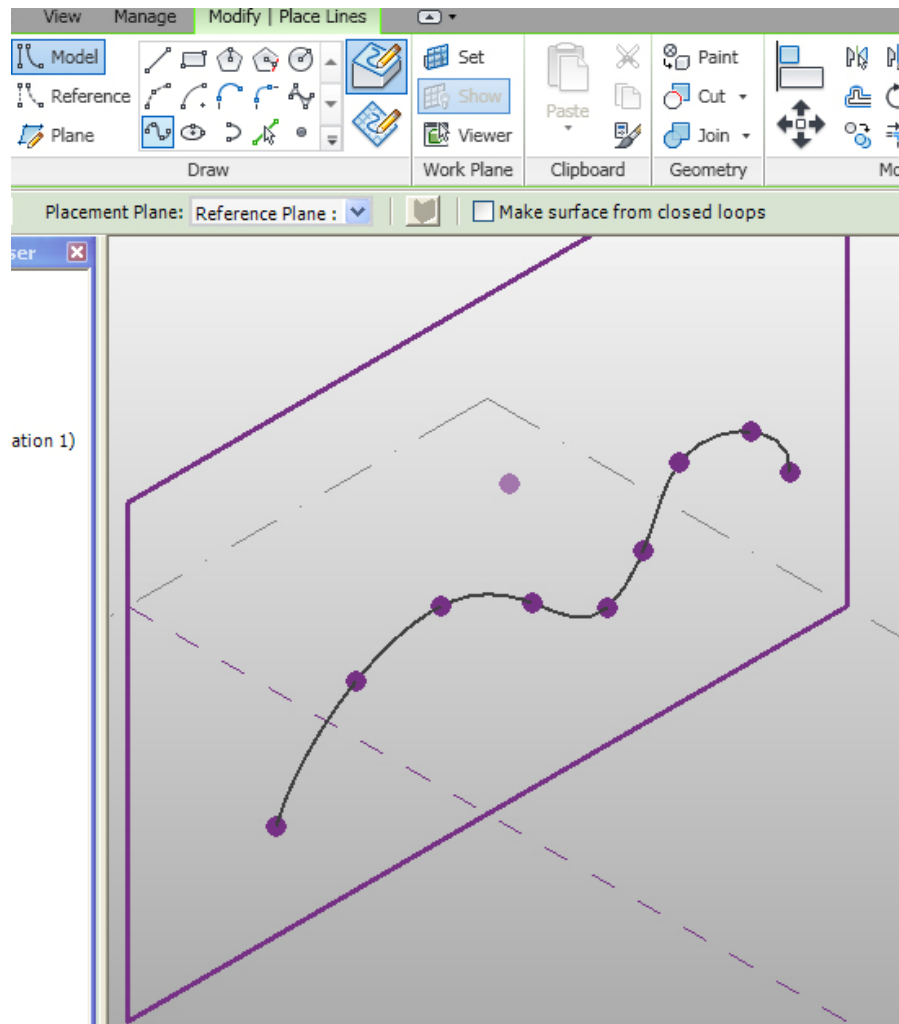 View Manage Modify | Place Lines
Model Set Paint
Reference Show Paste Cut
Plane Viewer Join
Draw Work Plane Clipboard Geometry Mo
Placement Plane: Reference Plane : Make surface from closed loops
ser
ation 1)